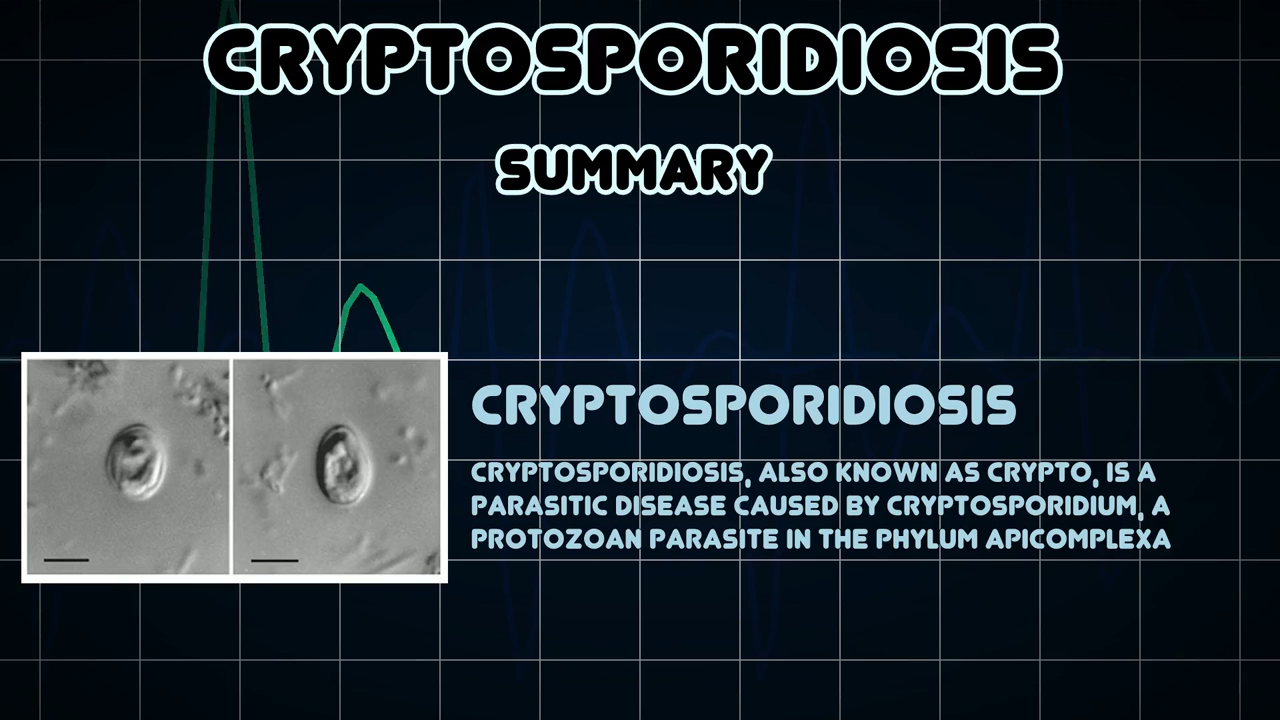 CRYPTOSPORIDIOSIS
SUMMARY
CRYPTOSPORIDIOSIS
CRYPTOSPORIDIOSIS, ALSO KNOWN AS CRYPTO, IS A
PARASITIC DISEASE CAUSED BY CRYPTOSPORIDIUM, A
PROTOZOAN PARASITE IN THE PHYLUM APICOMPLEXA